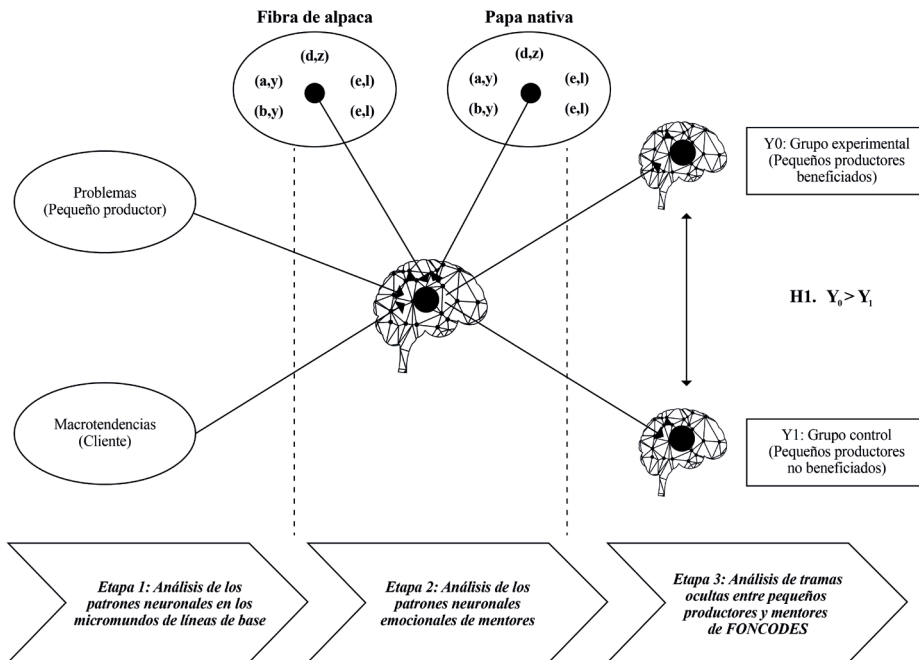 Fibra de alpaca
Papa nativa
(d,z)
(a,y)
(e,l)
(b,y)
(e,l)
(d,z)
(a,y)
(e,l)
(b,y)
(e,l)
Problemas
(Pequeño productor)
Y0: Grupo experimental
(Pequeños productores
beneficiados)
H1. Y₀ > Y₁
Macrotendencias
(Cliente)
Y1: Grupo control
(Pequeños productores
no beneficiados)
Etapa 1: Análisis de los
patrones neuronales en los
micromundos de líneas de base
Etapa 2: Análisis de los
patrones neuronales
emocionales de mentores
Etapa 3: Análisis de tramas
ocultas entre pequeños
productores y mentores
de FONCODES